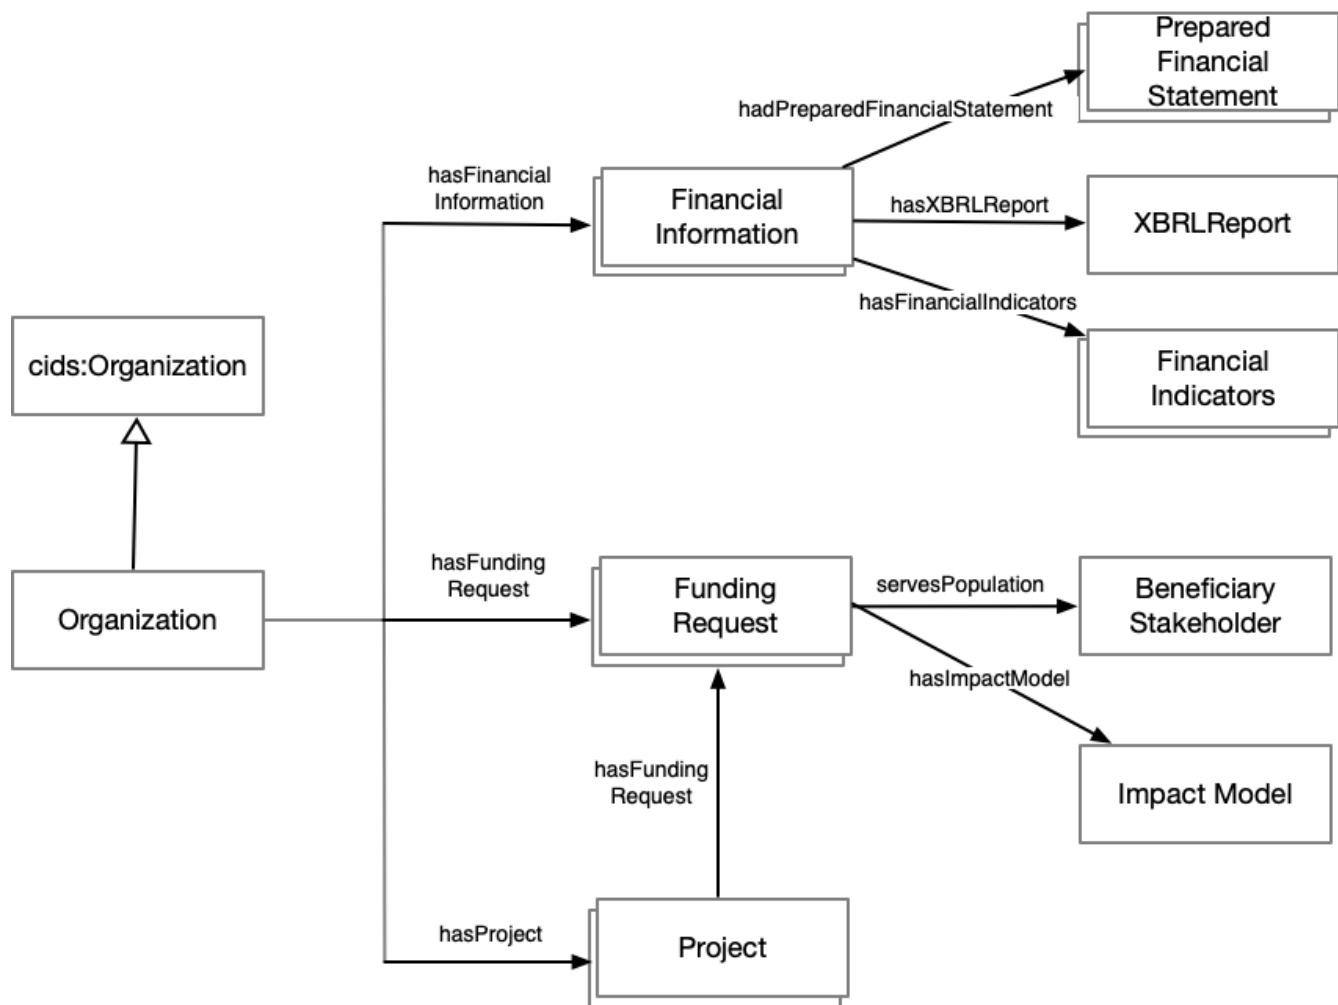 Prepared
Financial
Statement
hadPreparedFinancialStatement
hasFinancial
Information
Financial
Information
hasXBRLReport
XBRLReport
hasFinancialIndicators
cids:Organization
Financial
Indicators
hasFunding
Request
Funding
Request
servesPopulation
Beneficiary
Stakeholder
Organization
hasImpactModel
hasFunding
Request
Impact Model
hasProject
Project